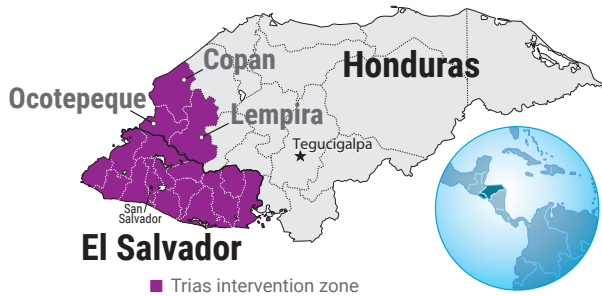 Copan
Honduras
Ocotepeque
Lempira
Tegucigalpa
San
Salvador
El Salvador
Trias intervention zone